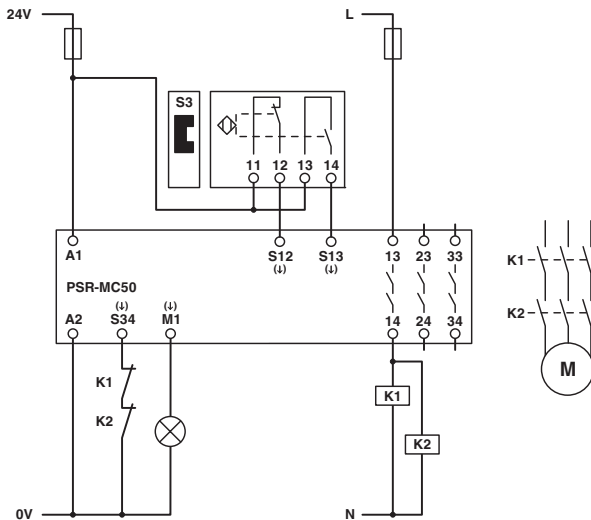 24V L
S3
11 12 13 14
A1 S12 S13 13 23 33
(↓) (↓)
PSR-MC50
(↓) (↓)
A2 S34 M1 14 24 34
K1
K2
M
K1
K2
K1
K2
0V N